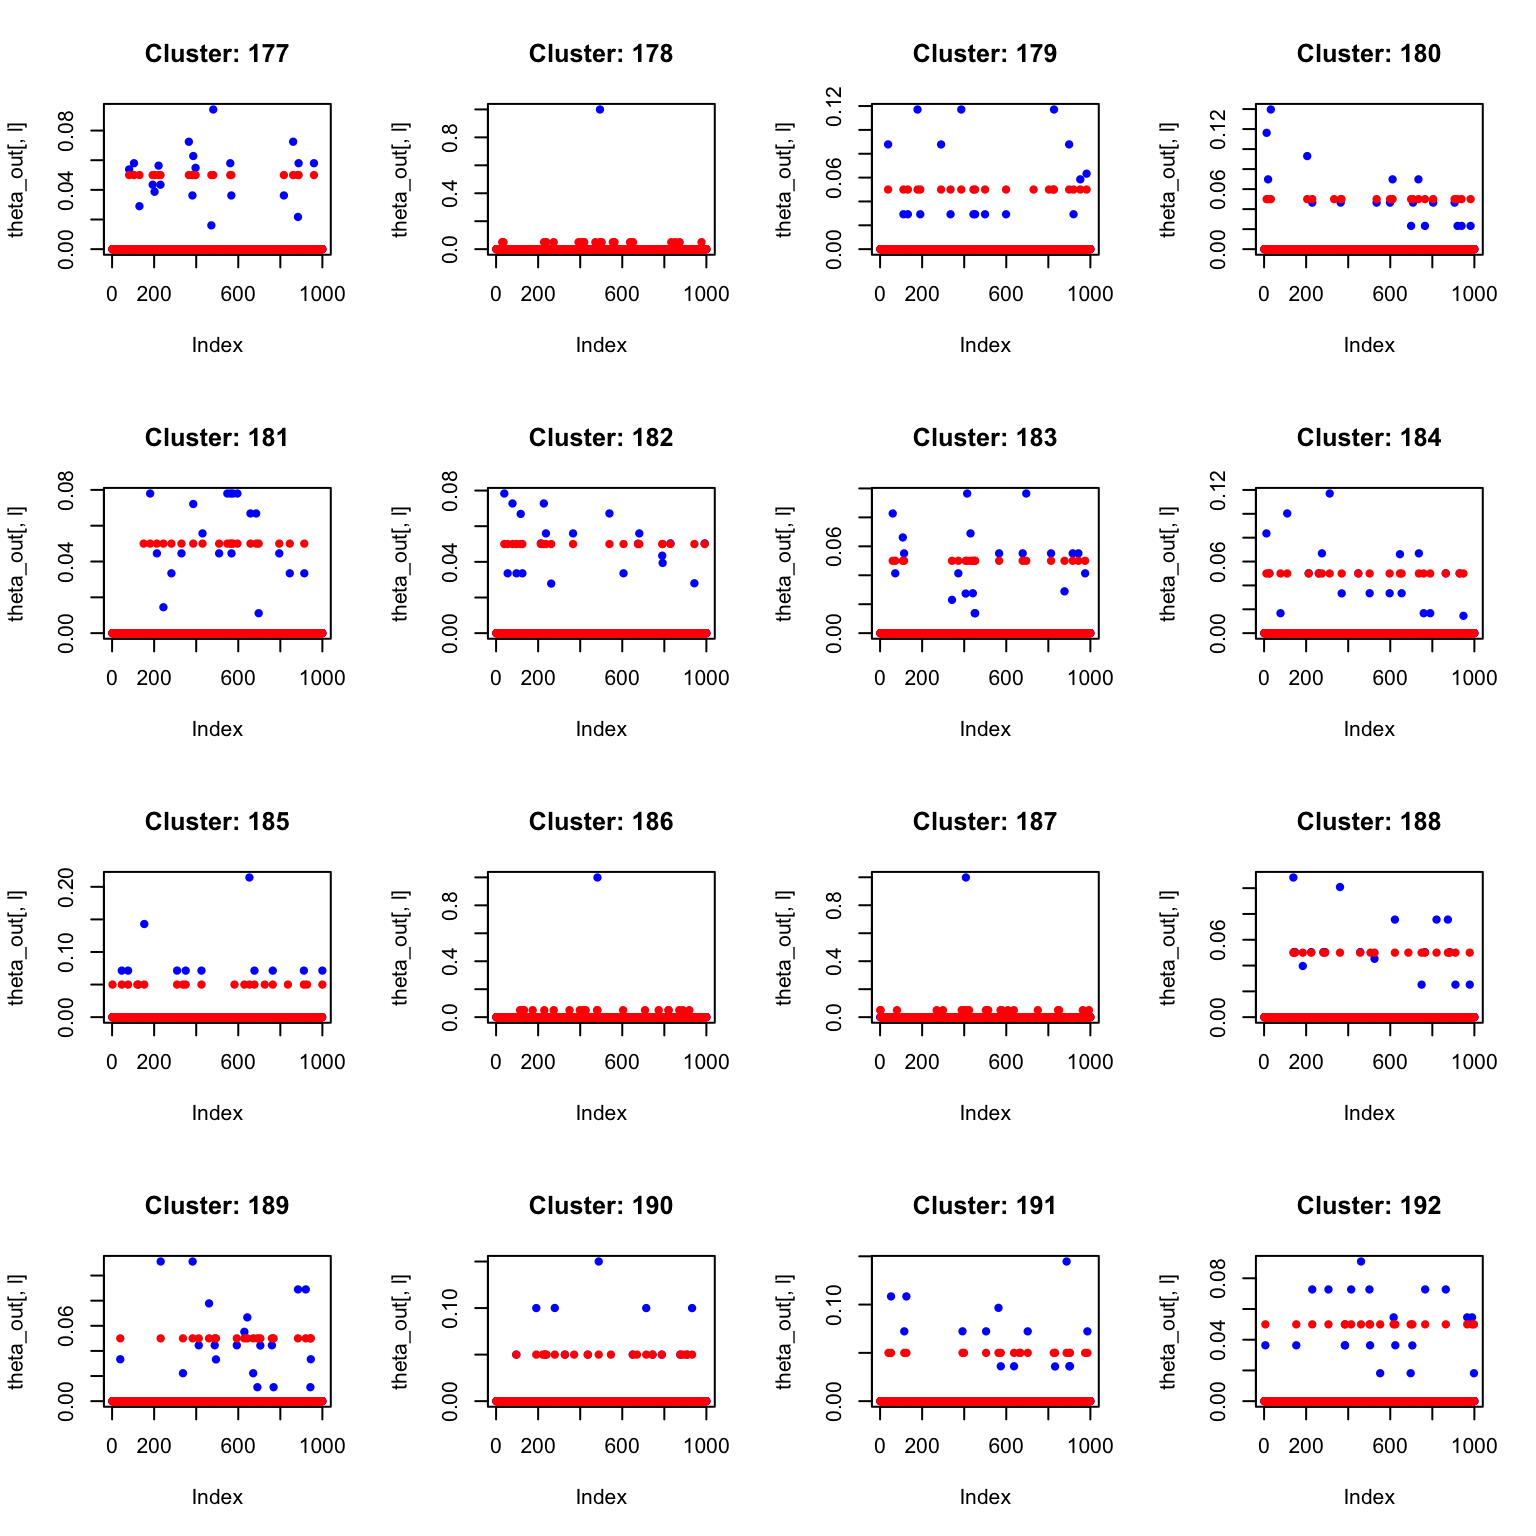 Cluster: 177
theta_out[, l]
0.00 0.04 0.08
0 200 600 1000
Index
Cluster: 178
theta_out[, l]
0.0 0.4 0.8
0 200 600 1000
Index
Cluster: 179
theta_out[, l]
0.00 0.06 0.12
0 200 600 1000
Index
Cluster: 180
theta_out[, l]
0.00 0.06 0.12
0 200 600 1000
Index
Cluster: 181
theta_out[, l]
0.00 0.04 0.08
0 200 600 1000
Index
Cluster: 182
theta_out[, l]
0.00 0.04 0.08
0 200 600 1000
Index
Cluster: 183
theta_out[, l]
0.00 0.06
0 200 600 1000
Index
Cluster: 184
theta_out[, l]
0.00 0.06 0.12
0 200 600 1000
Index
Cluster: 185
theta_out[, l]
0.00 0.10 0.20
0 200 600 1000
Index
Cluster: 186
theta_out[, l]
0.0 0.4 0.8
0 200 600 1000
Index
Cluster: 187
theta_out[, l]
0.0 0.4 0.8
0 200 600 1000
Index
Cluster: 188
theta_out[, l]
0.00 0.06
0 200 600 1000
Index
Cluster: 189
theta_out[, l]
0.00 0.06
0 200 600 1000
Index
Cluster: 190
theta_out[, l]
0.00 0.10
0 200 600 1000
Index
Cluster: 191
theta_out[, l]
0.00 0.10
0 200 600 1000
Index
Cluster: 192
theta_out[, l]
0.00 0.04 0.08
0 200 600 1000
Index